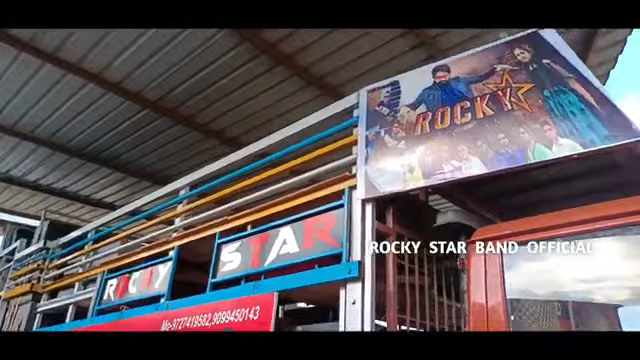 ROCKY
ROCKY STAR BAND OFFICIAL
ROCKY STAR
Mo-9727419582,9099450143